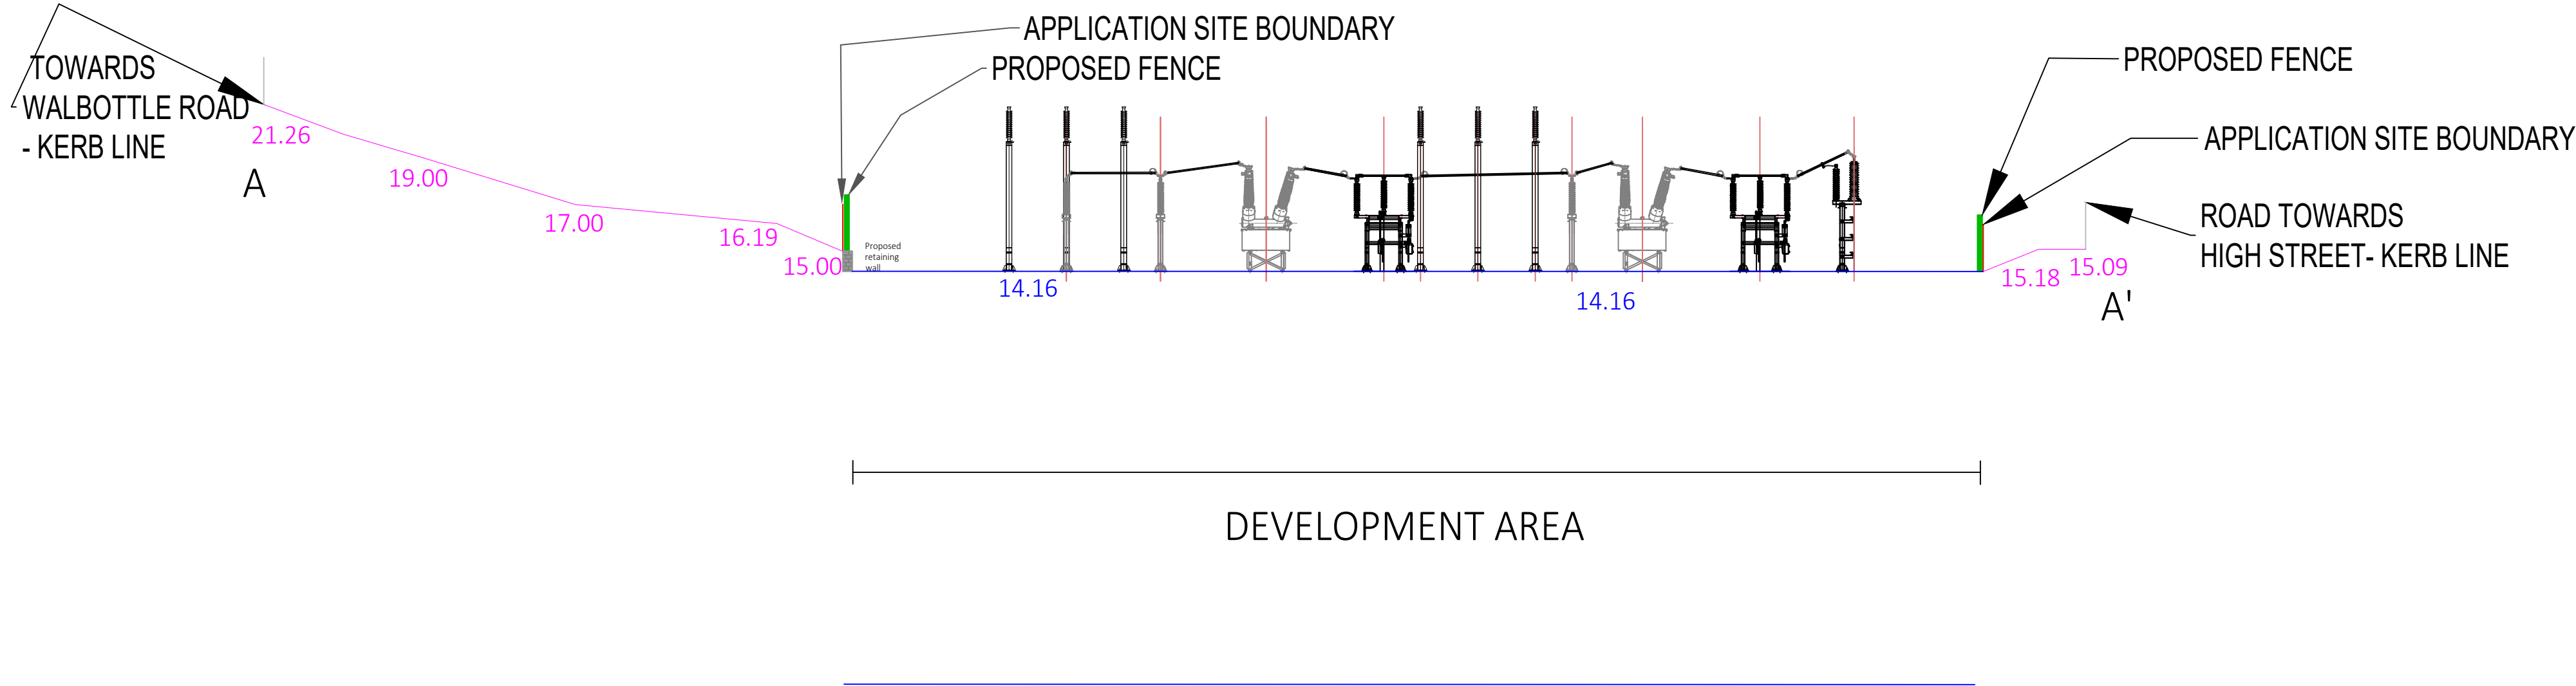 TOWARDS
WALBOTTLE ROAD
- KERB LINE
21.26
A
19.00
17.00
16.19
15.00
APPLICATION SITE BOUNDARY
PROPOSED FENCE
Proposed
retaining
wall
14.16
14.16
PROPOSED FENCE
APPLICATION SITE BOUNDARY
ROAD TOWARDS
HIGH STREET- KERB LINE
15.18
15.09
A'
DEVELOPMENT AREA